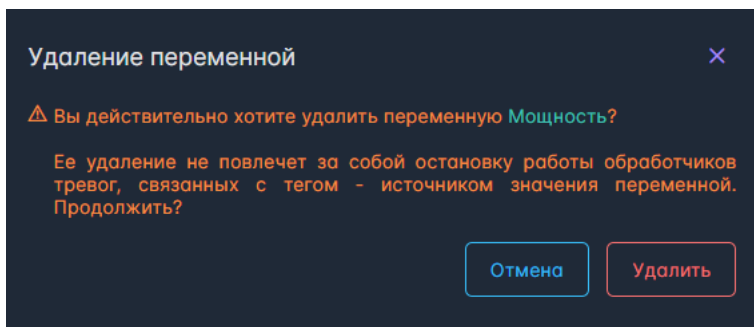 Удаление переменной
Вы действительно хотите удалить переменную Мощность?
Ее удаление не повлечет за собой остановку работы обработчиков
тревог, связанных с тегом - источником значения переменной.
Продолжить?
Отмена
Удалить